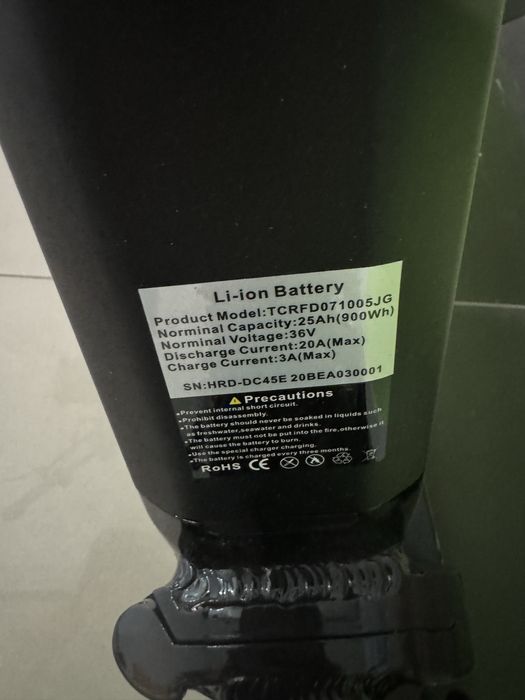 Li-ion Battery
Product Model:TCRFD071005JG
Norminal Capacity:25Ah(900Wh)
Norminal Voltage:36V
Discharge Current:20A(Max)
Charge Current:3A(Max)
SN:HRD-DC45E 20BEA030001
Precautions
•Prevent internal short circuit.
•Prohibit disassembly.
•The battery should never be soaked in liquids such
as freshwater,seawater and drinks.
•The battery must not be put into the fire,otherwise it
will cause the battery to burn.
•Use the special charger charging.
•The battery is charged every three months.
RoHS CE